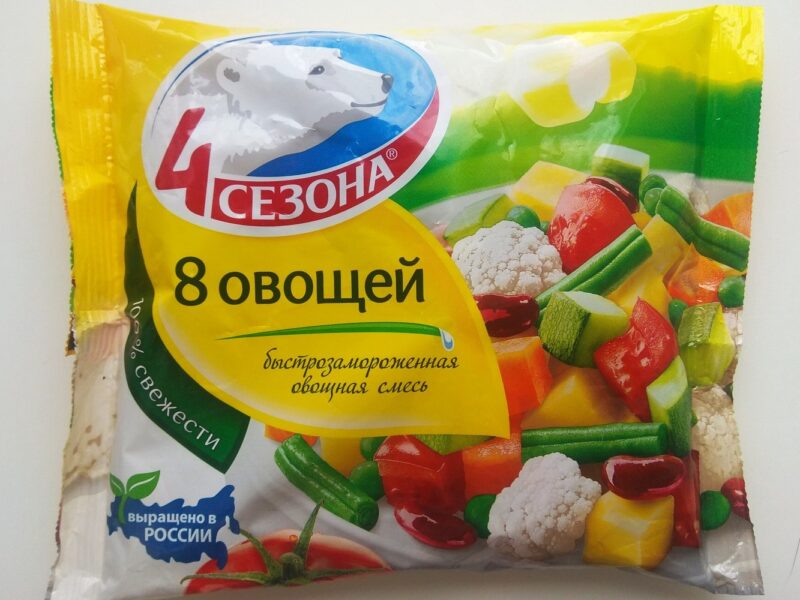 4 СЕЗОНА®
8 овощей
быстрозамороженная
овощная смесь
100% свежести
выращено в
РОССИИ